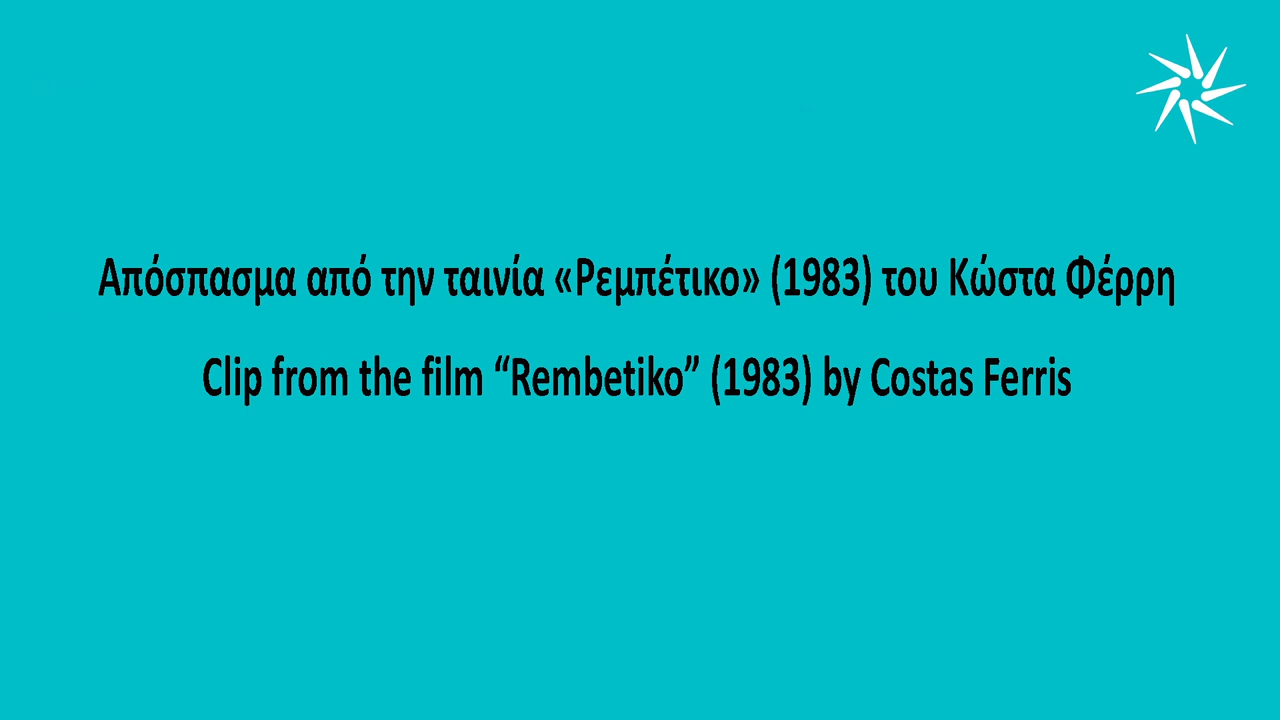 Απόσπασμα από την ταινία «Ρεμπέτικο» (1983) του Κώστα Φέρρη
Clip from the film “Rembetiko” (1983) by Costas Ferris